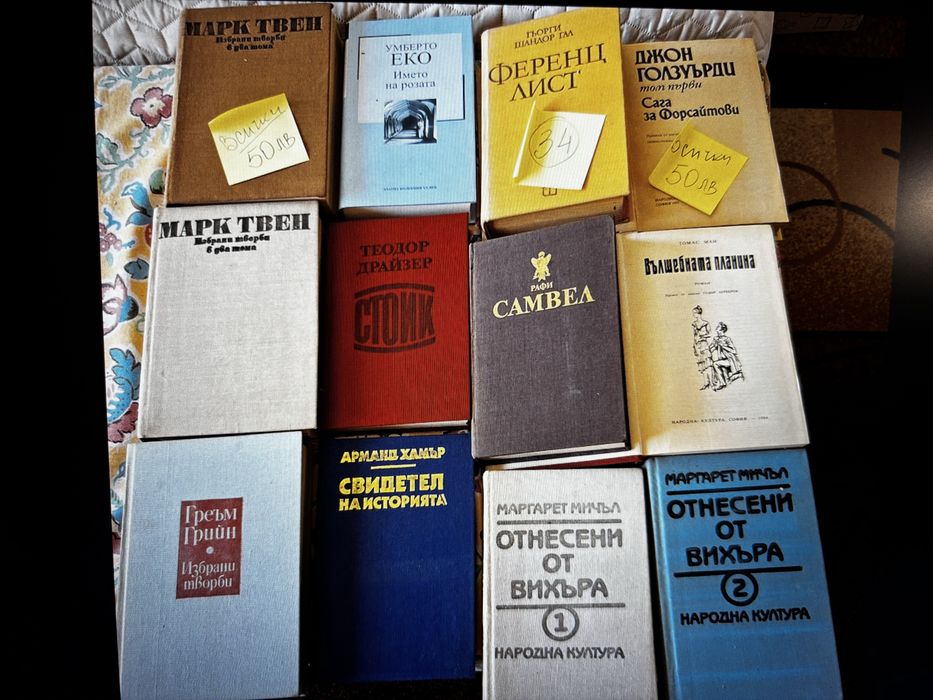 МАРК ТВЕН
Избрани творби
в два тома
всички
50лв
УМБЕРТО
ЕКО
Името
на розата
ГЬОРГИ
ШАНДОР ГАЛ
ФЕРЕНЦ
ЛИСТ
34
ДЖОН
ГОЛЗУЪРДИ
том първи
Сага
за Форсайтови
всички
50лв
МАРК ТВЕН
Избрани творби
в два тома
ТЕОДОР
ДРАЙЗЕР
СТОИК
РАФИ
САМВЕЛ
ТОМАС МАН
Вълшебната планина
РОМАН
НАРОДНА КУЛТУРА, СОФИЯ
Греъм
Грийн
Избрани
творби
АРМАНД ХАМЪР
СВИДЕТЕЛ
НА ИСТОРИЯТА
МАРГАРЕТ МИЧЪЛ
ОТНЕСЕНИ
ОТ
ВИХЪРА
1
НАРОДНА КУЛТУРА
МАРГАРЕТ МИЧЪЛ
ОТНЕСЕНИ
ОТ
ВИХЪРА
2
НАРОДНА КУЛТУРА